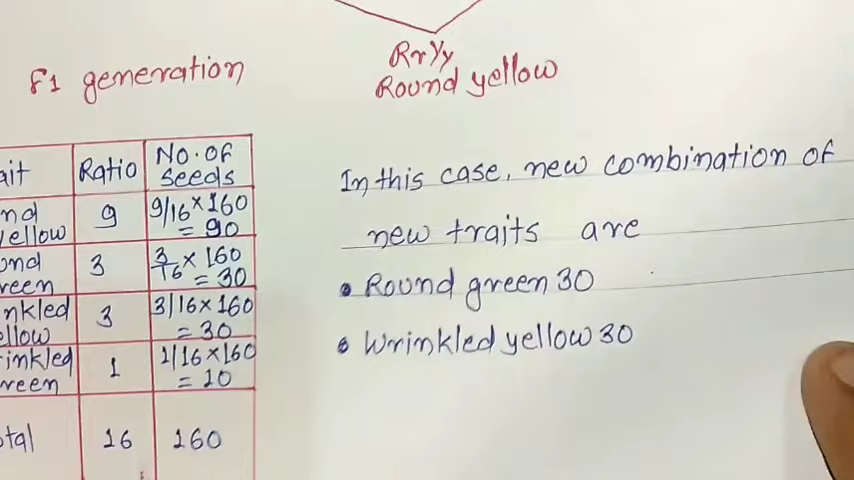 RrYy
F1 generation
Round yellow
Ratio
No. of
seeds
yellow
9
9/16 × 160
= 90
3
3/16 × 160
= 30
3
3/16 × 160
= 30
1
1/16 × 160
= 10
16
160
In this case, new combination of
new traits are
• Round green 30
• Wrinkled yellow 30